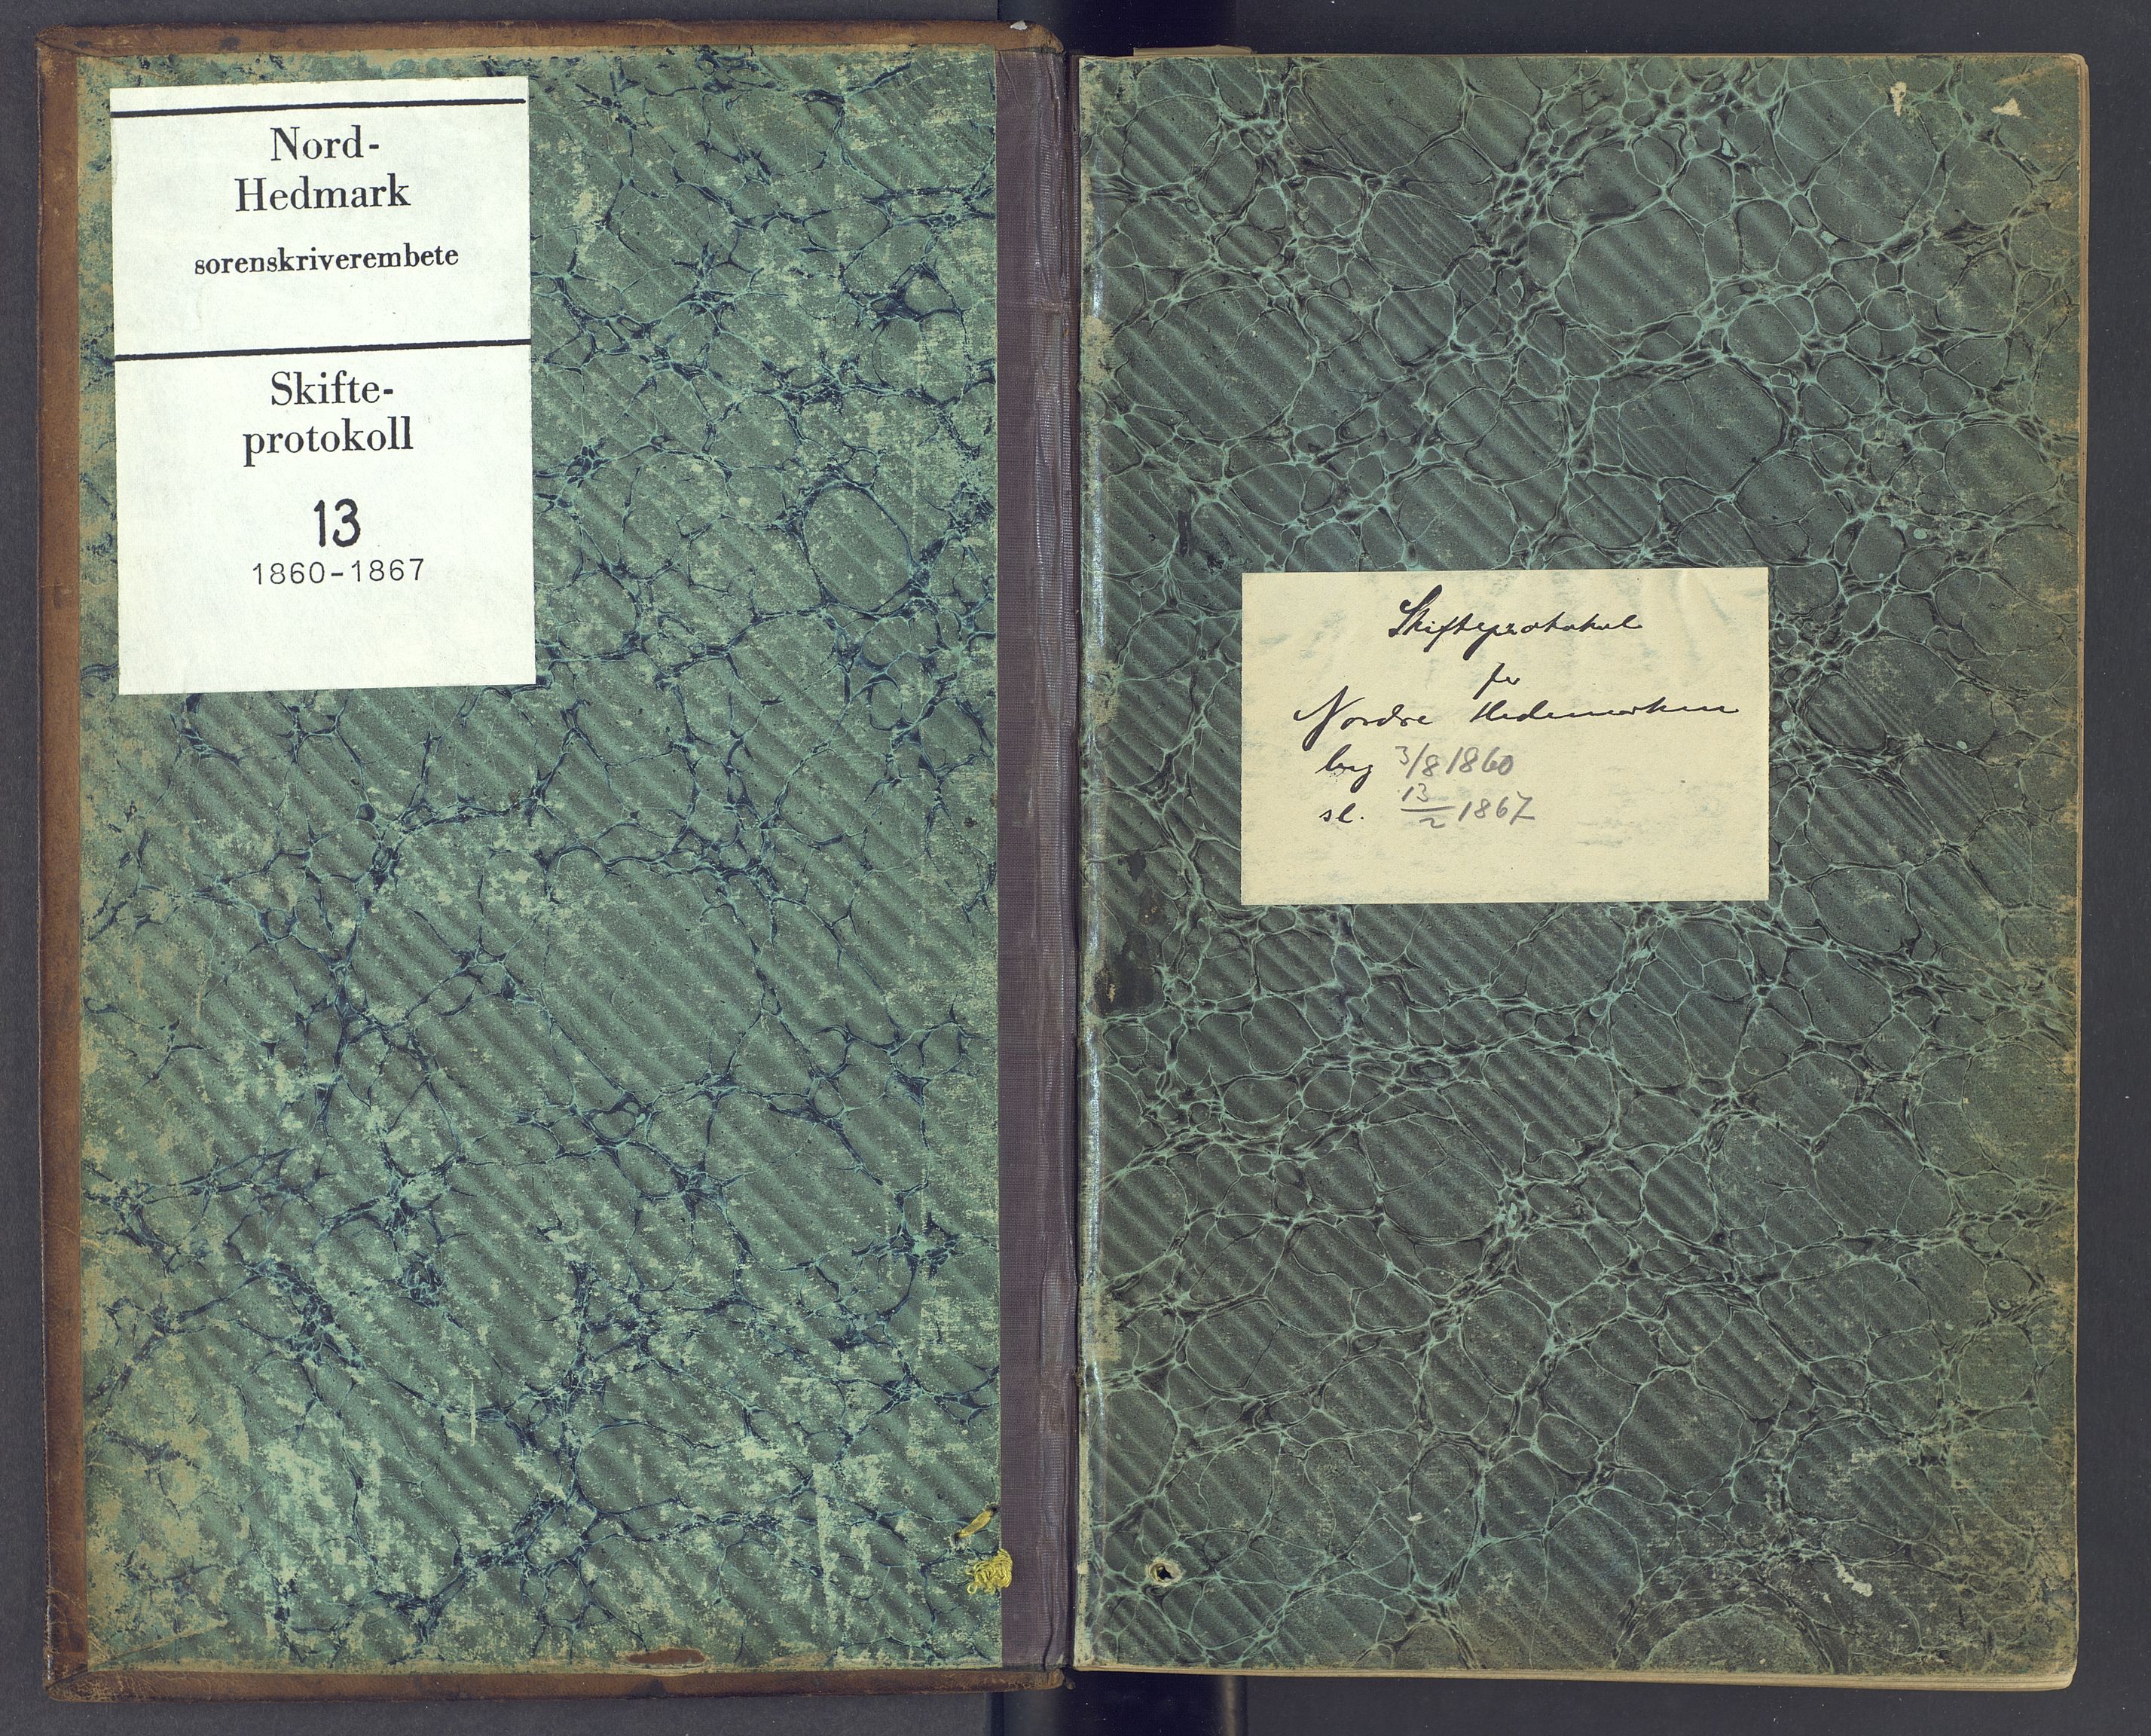 Nord-
Hedmark
sorenskriverembete
Skifte-
protokoll
13
1860-1867
Skifteprotokol
for
Nordre Hedemarken
beg 3/8 1860
sl. 13/2 1867